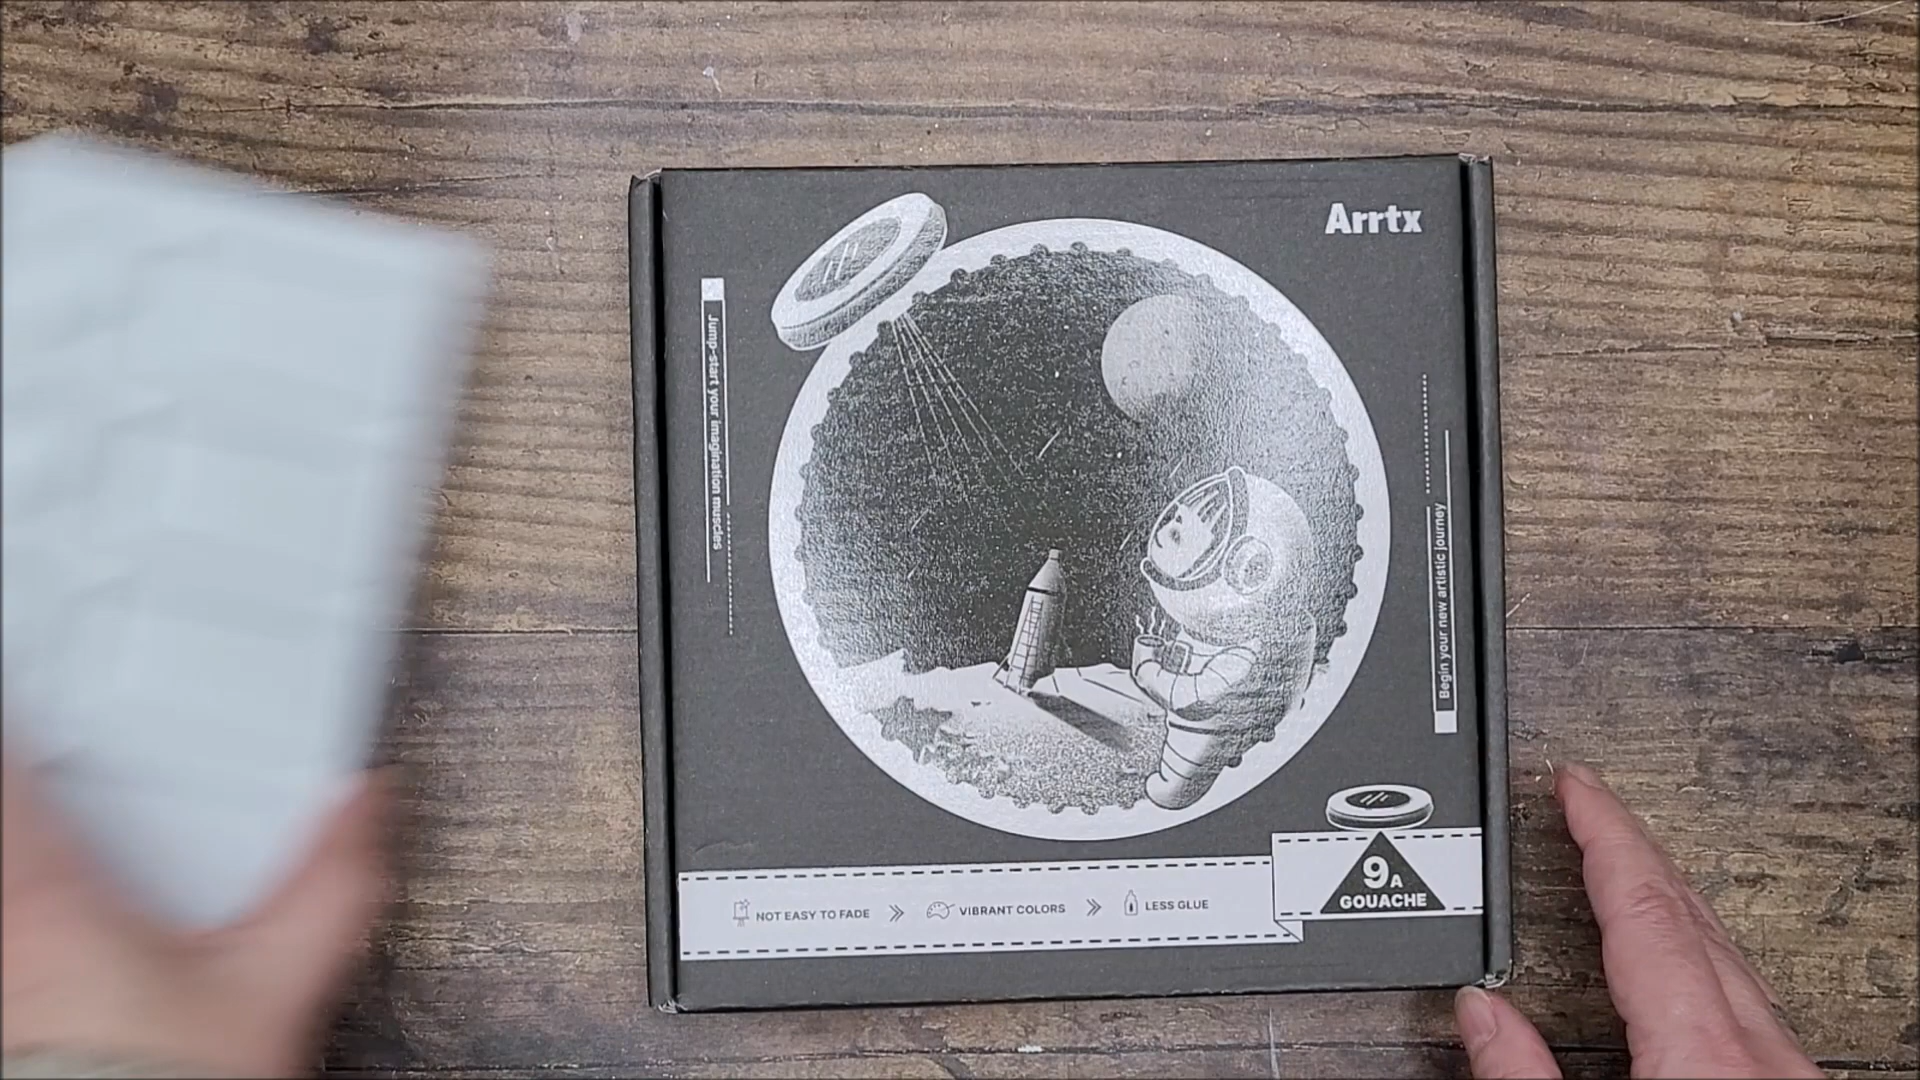 Arrtx
Jump-start your imagination muscles
Begin your new artistic journey
9A
GOUACHE
NOT EASY TO FADE
VIBRANT COLORS
LESS GLUE